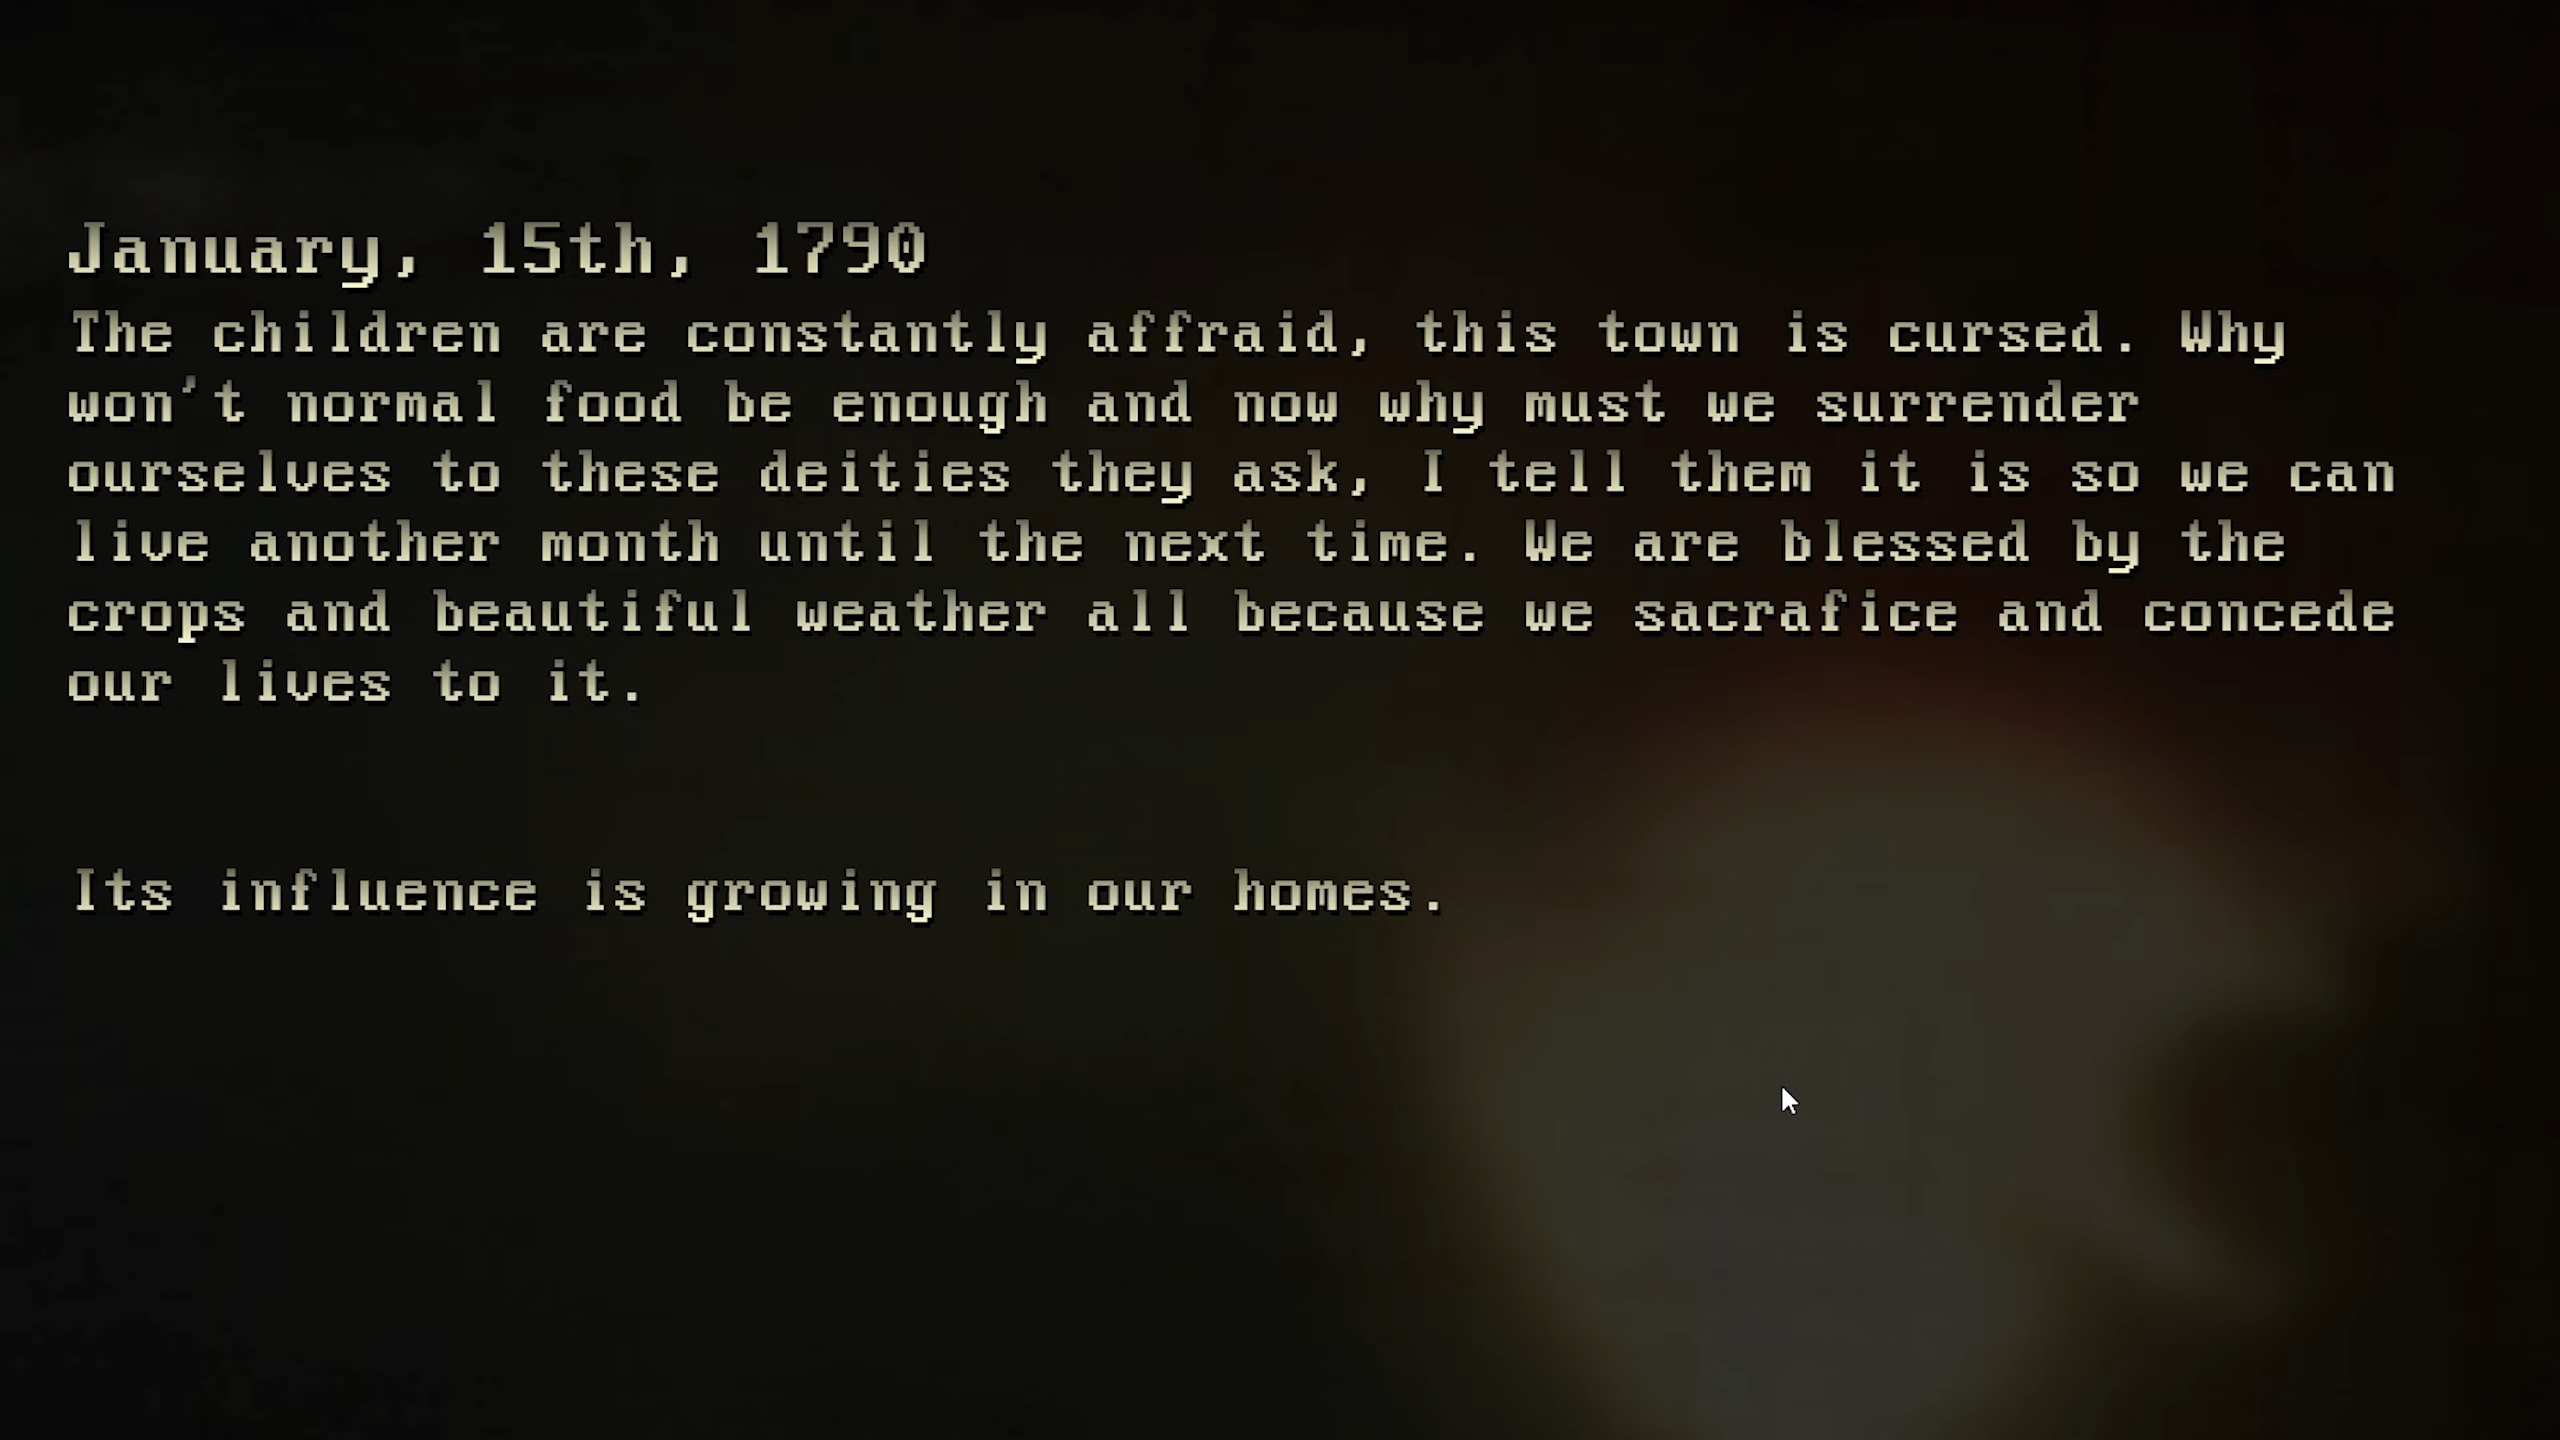 January, 15th, 1790
The children are constantly affraid, this town is cursed. Why
won't normal food be enough and now why must we surrender
ourselves to these deities they ask, I tell them it is so we can
live another month until the next time. We are blessed by the
crops and beautiful weather all because we sacrafice and concede
our lives to it.
Its influence is growing in our homes.